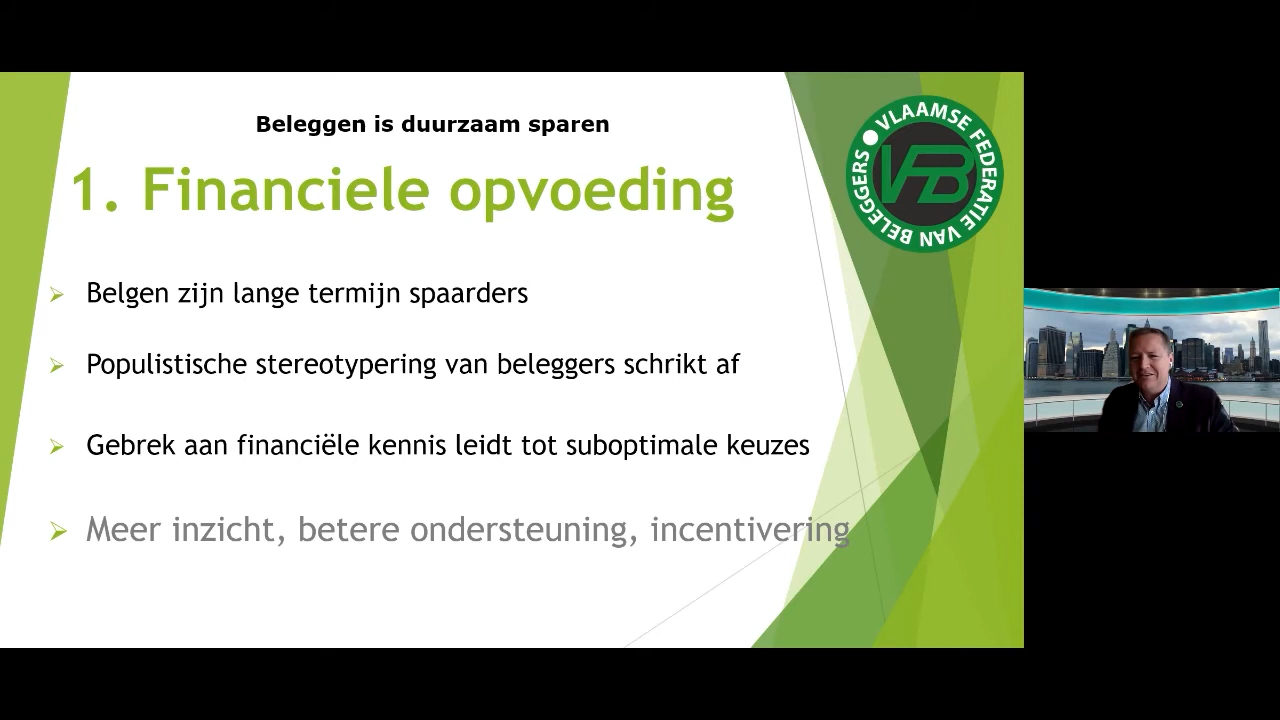 Beleggen is duurzaam sparen
1. Financiele opvoeding
Belgen zijn lange termijn spaarders
Populistische stereotypering van beleggers schrikt af
Gebrek aan financiële kennis leidt tot suboptimale keuzes
Meer inzicht, betere ondersteuning, incentivering
VLAAMSE FEDERATIE VAN BELEGGERS
VFB